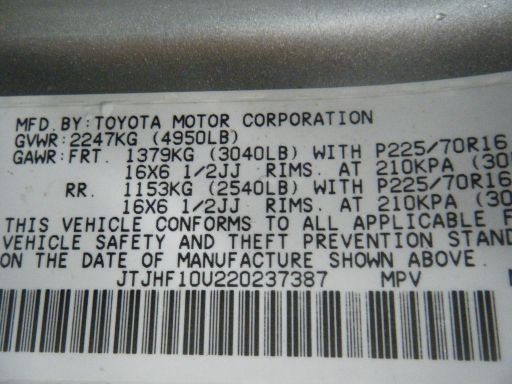 MFD. BY: TOYOTA MOTOR CORPORATION
GVWR: 2247KG (4950LB)
GAWR: FRT. 1379KG (3040LB) WITH P225/70R16
16X6 1/2JJ RIMS. AT 210KPA (30
RR. 1153KG (2540LB) WITH P225/70R16
16X6 1/2JJ RIMS. AT 210KPA (30
THIS VEHICLE CONFORMS TO ALL APPLICABLE F
VEHICLE SAFETY AND THEFT PREVENTION STAND
ON THE DATE OF MANUFACTURE SHOWN ABOVE.
JTJHF10U220237387 MPV